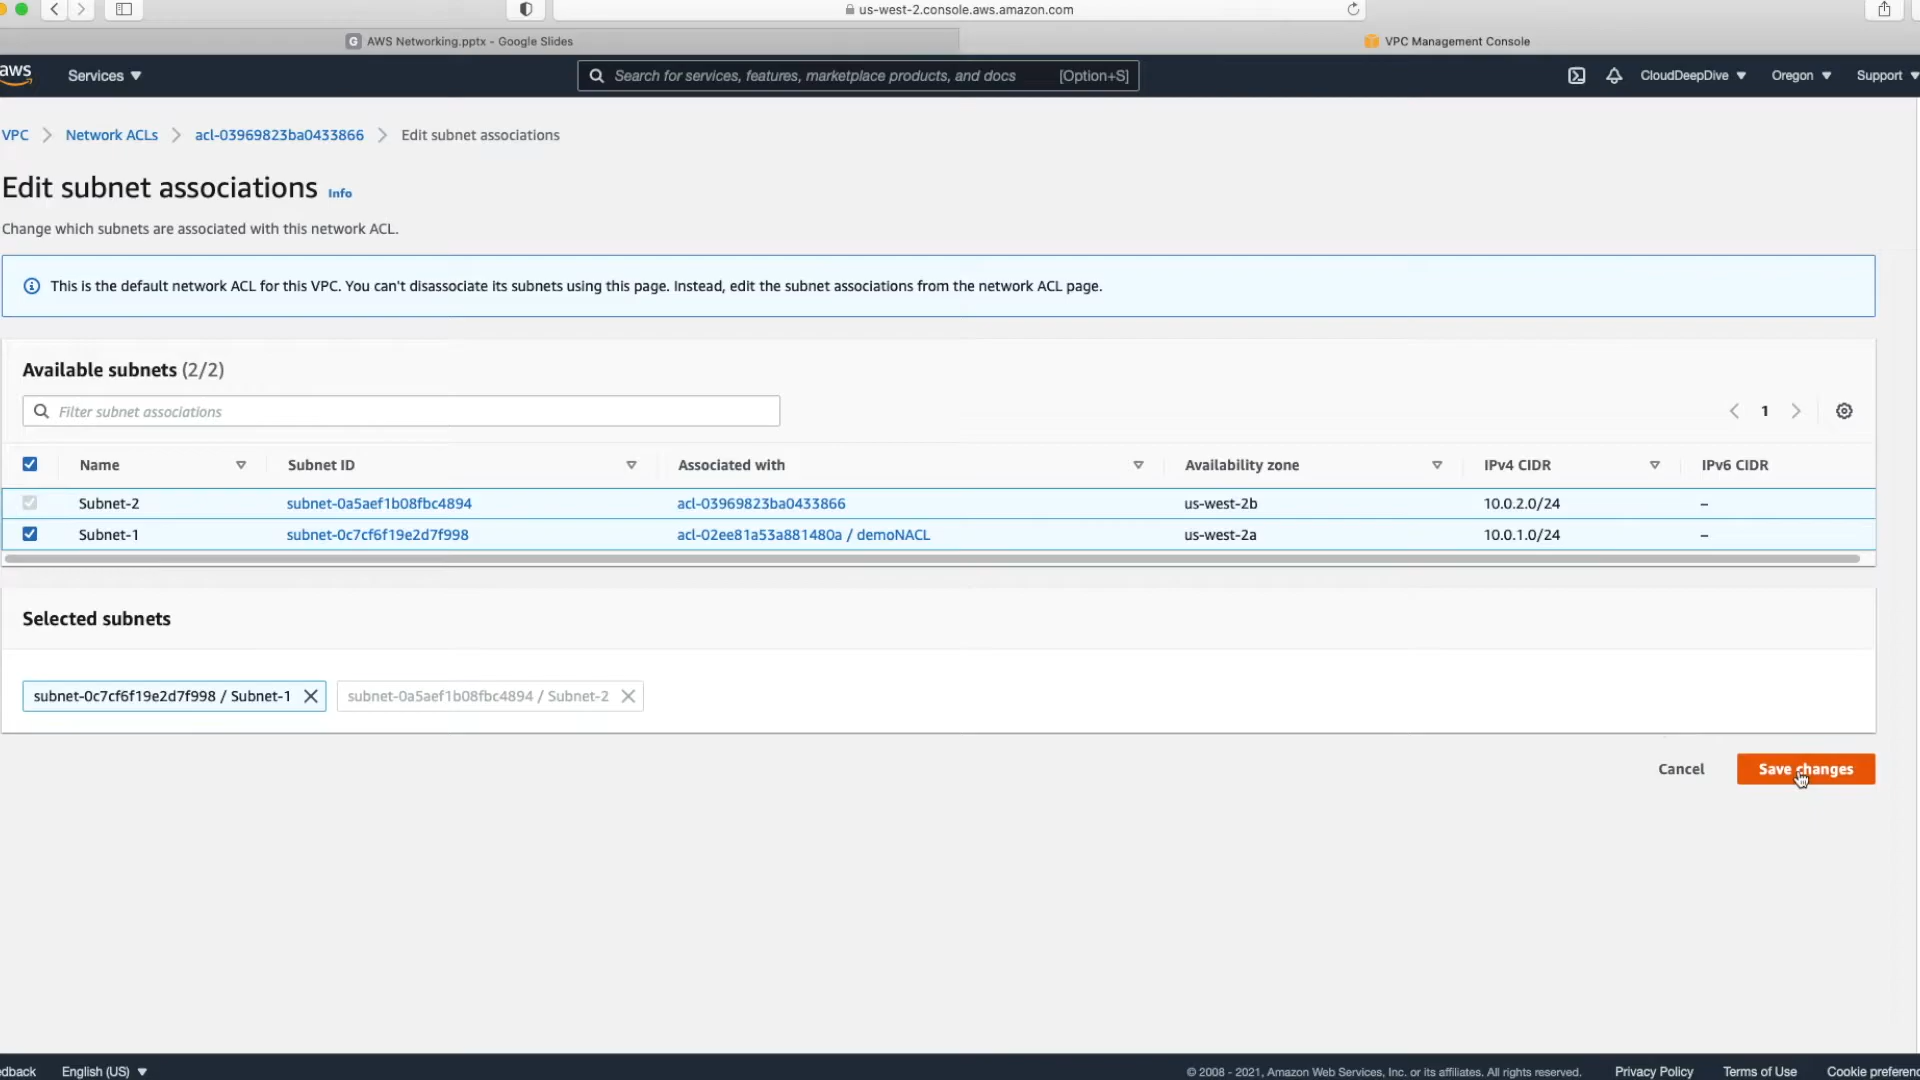 us-west-2.console.aws.amazon.com
AWS Networking.pptx - Google Slides
VPC Management Console
aws
Services
Search for services, features, marketplace products, and docs [Option+S]
CloudDeepDive
Oregon
Support
VPC
Network ACLs
acl-03969823ba0433866
Edit subnet associations
Edit subnet associations Info
Change which subnets are associated with this network ACL.
This is the default network ACL for this VPC. You can't disassociate its subnets using this page. Instead, edit the subnet associations from the network ACL page.
Available subnets (2/2)
Filter subnet associations
1
Name Subnet ID Associated with Availability zone IPv4 CIDR IPv6 CIDR
Subnet-2 subnet-0a5aef1b08fbc4894 acl-03969823ba0433866 us-west-2b 10.0.2.0/24 –
Subnet-1 subnet-0c7cf6f19e2d7f998 acl-02ee81a53a881480a / demoNACL us-west-2a 10.0.1.0/24 –
Selected subnets
subnet-0c7cf6f19e2d7f998 / Subnet-1
subnet-0a5aef1b08fbc4894 / Subnet-2
Cancel
Save changes
edback
English (US)
© 2008 - 2021, Amazon Web Services, Inc. or its affiliates. All rights reserved.
Privacy Policy
Terms of Use
Cookie preferenc